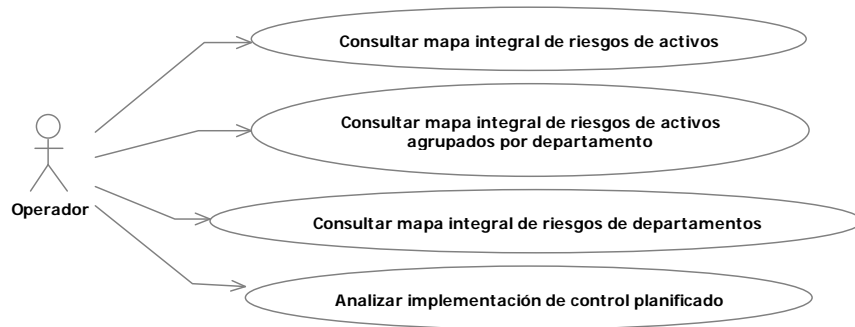 Consultar mapa integral de riesgos de activos
Consultar mapa integral de riesgos de activos
agrupados por departamento
Operador
Consultar mapa integral de riesgos de departamentos
Analizar implementación de control planificado